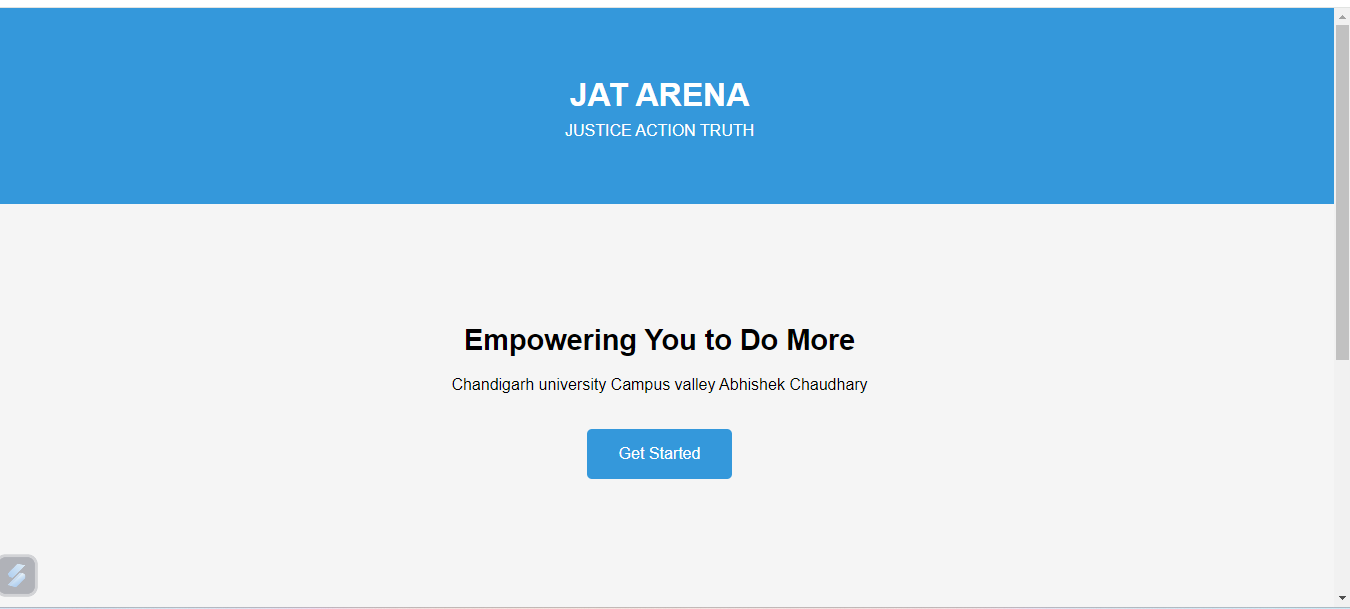 JAT ARENA
JUSTICE ACTION TRUTH
Empowering You to Do More
Chandigarh university Campus valley Abhishek Chaudhary
Get Started